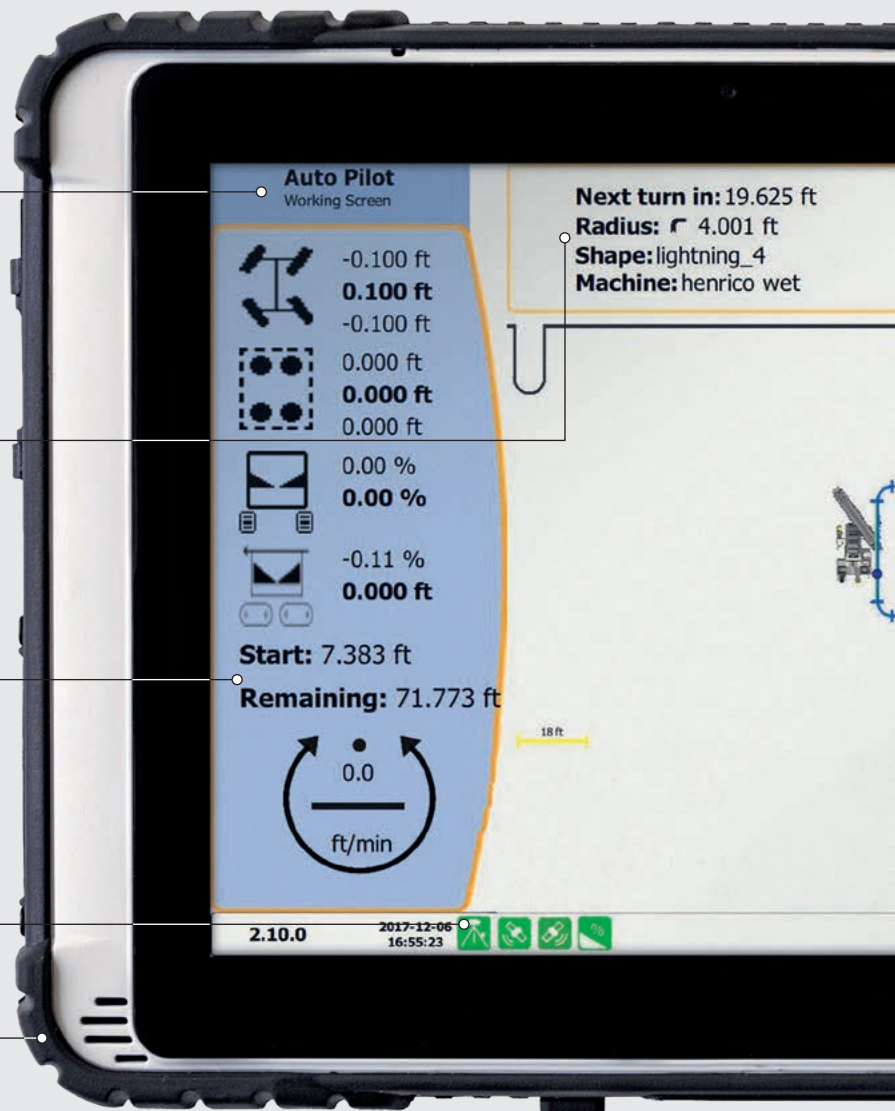 Auto Pilot
Working Screen
Next turn in: 19.625 ft
Radius: 4.001 ft
Shape: lightning_4
Machine: henrico wet
-0.100 ft
0.100 ft
-0.100 ft
0.000 ft
0.000 ft
0.000 ft
0.00 %
0.00 %
-0.11 %
0.000 ft
Start: 7.383 ft
Remaining: 71.773 ft
0.0
ft/min
18 ft
2.10.0
2017-12-06
16:55:23